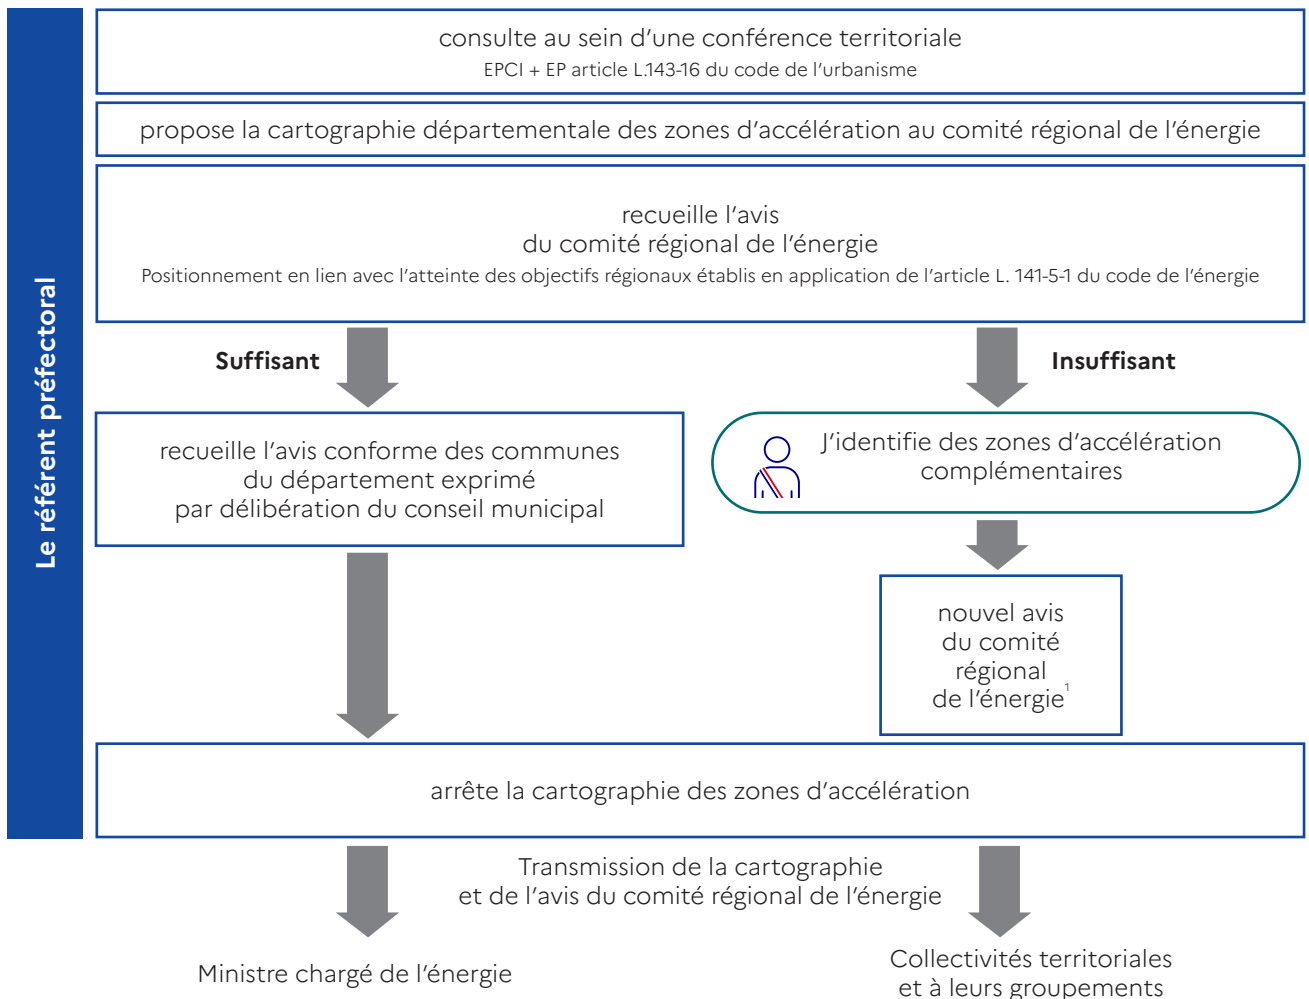 Le référent préfectoral
consulte au sein d’une conférence territoriale
EPCI + EP article L.143-16 du code de l’urbanisme
propose la cartographie départementale des zones d’accélération au comité régional de l’énergie
recueille l’avis
du comité régional de l’énergie
Positionnement en lien avec l’atteinte des objectifs régionaux établis en application de l’article L. 141-5-1 du code de l’énergie
Suffisant
Insuffisant
recueille l’avis conforme des communes
du département exprimé
par délibération du conseil municipal
J’identifie des zones d’accélération
complémentaires
nouvel avis
du comité
régional
de l’énergie¹
arrête la cartographie des zones d’accélération
Transmission de la cartographie
et de l’avis du comité régional de l’énergie
Ministre chargé de l’énergie
Collectivités territoriales
et à leurs groupements